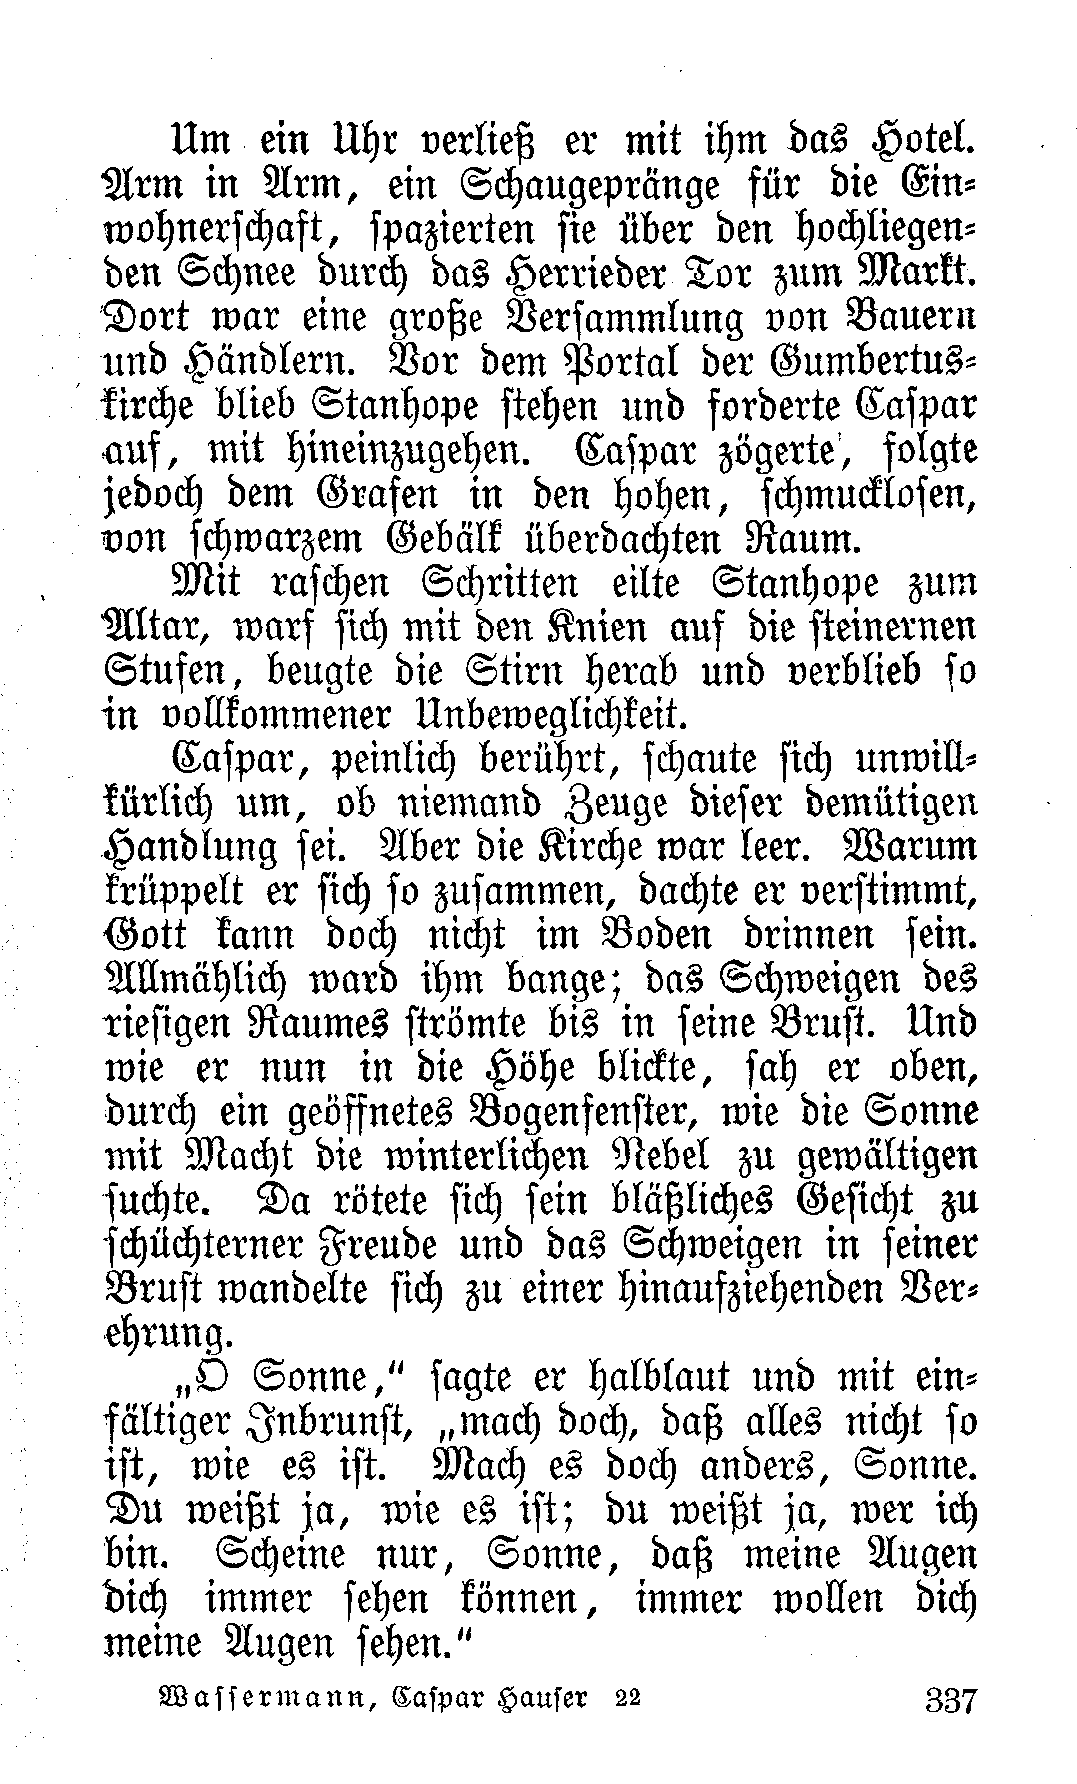 Um ein Uhr verließ er mit ihm das Hotel.
Arm in Arm, ein Schaugepränge für die Ein-
wohnerschaft, spazierten sie über den hochliegen-
den Schnee durch das Herrieder Tor zum Markt.
Dort war eine große Versammlung von Bauern
und Händlern. Vor dem Portal der Gumbertus-
kirche blieb Stanhope stehen und forderte Caspar
auf, mit hineinzugehen. Caspar zögerte, folgte
jedoch dem Grafen in den hohen, schmucklosen,
von schwarzem Gebälk überdachten Raum.
Mit raschen Schritten eilte Stanhope zum
Altar, warf sich mit den Knien auf die steinernen
Stufen, beugte die Stirn herab und verblieb so
in vollkommener Unbeweglichkeit.
Caspar, peinlich berührt, schaute sich unwill-
kürlich um, ob niemand Zeuge dieser demütigen
Handlung sei. Aber die Kirche war leer. Warum
krüppelt er sich so zusammen, dachte er verstimmt,
Gott kann doch nicht im Boden drinnen sein.
Allmählich ward ihm bange; das Schweigen des
riesigen Raumes strömte bis in seine Brust. Und
wie er nun in die Höhe blickte, sah er oben,
durch ein geöffnetes Bogenfenster, wie die Sonne
mit Macht die winterlichen Nebel zu gewältigen
suchte. Da rötete sich sein bläßliches Gesicht zu
schüchterner Freude und das Schweigen in seiner
Brust wandelte sich zu einer hinaufziehenden Ver-
ehrung.
„O Sonne,“ sagte er halblaut und mit ein-
fältiger Inbrunst, „mach doch, daß alles nicht so
ist, wie es ist. Mach es doch anders, Sonne.
Du weißt ja, wie es ist; du weißt ja, wer ich
bin. Scheine nur, Sonne, daß meine Augen
dich immer sehen können, immer wollen dich
meine Augen sehen.“
Wassermann, Caspar Hauser 22
337